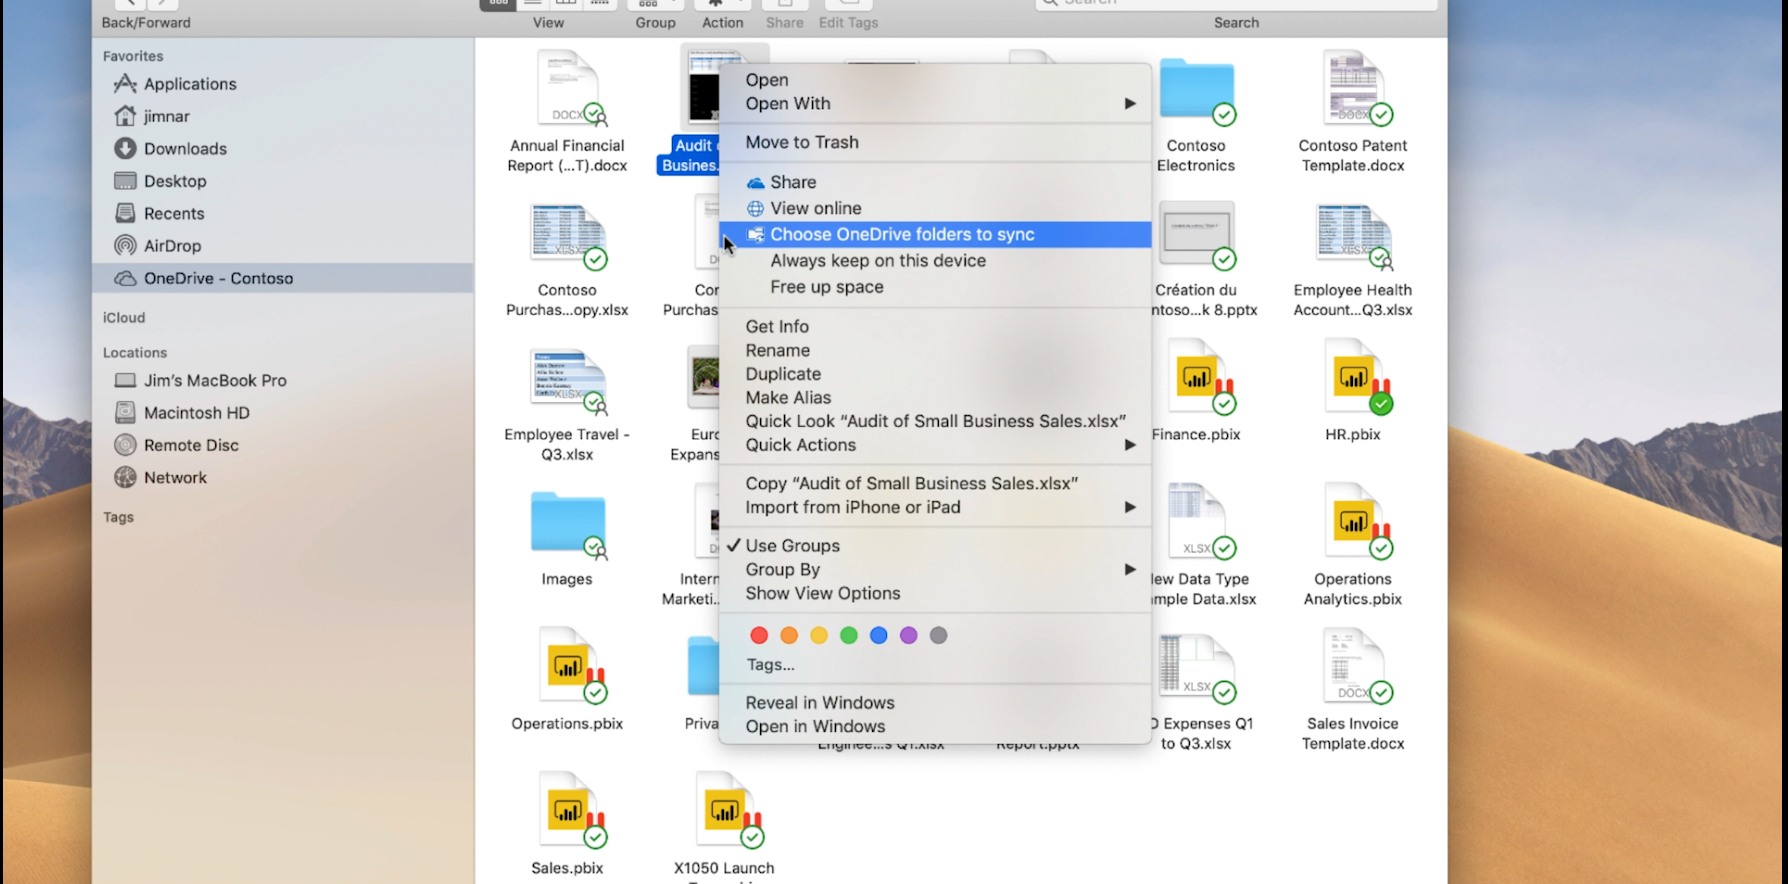 Back/Forward
View
Group
Action
Share
Edit Tags
Search
Search
Favorites
Applications
jimnar
Downloads
Desktop
Recents
AirDrop
OneDrive - Contoso
iCloud
Locations
Jim's MacBook Pro
Macintosh HD
Remote Disc
Network
Tags
DOCX
Annual Financial
Report (...T).docx
Audit
Busines.
Contoso
Electronics
DOCX
Contoso Patent
Template.docx
XLSX
Contoso
Purchas...opy.xlsx
Purchas
Création du
ntoso...k 8.pptx
XLSX
Employee Health
Account...Q3.xlsx
XLSX
Employee Travel -
Q3.xlsx
Expans
Finance.pbix
HR.pbix
Images
Marketi..
XLSX
ew Data Type
mple Data.xlsx
Operations
Analytics.pbix
Operations.pbix
Priva
Enginee...s Q1.xlsx
Report.pptx
XLSX
Expenses Q1
to Q3.xlsx
DOCX
Sales Invoice
Template.docx
Sales.pbix
X1050 Launch
Open
Open With
Move to Trash
Share
View online
Choose OneDrive folders to sync
Always keep on this device
Free up space
Get Info
Rename
Duplicate
Make Alias
Quick Look “Audit of Small Business Sales.xlsx”
Quick Actions
Copy “Audit of Small Business Sales.xlsx”
Import from iPhone or iPad
Use Groups
Group By
Show View Options
Tags...
Reveal in Windows
Open in Windows